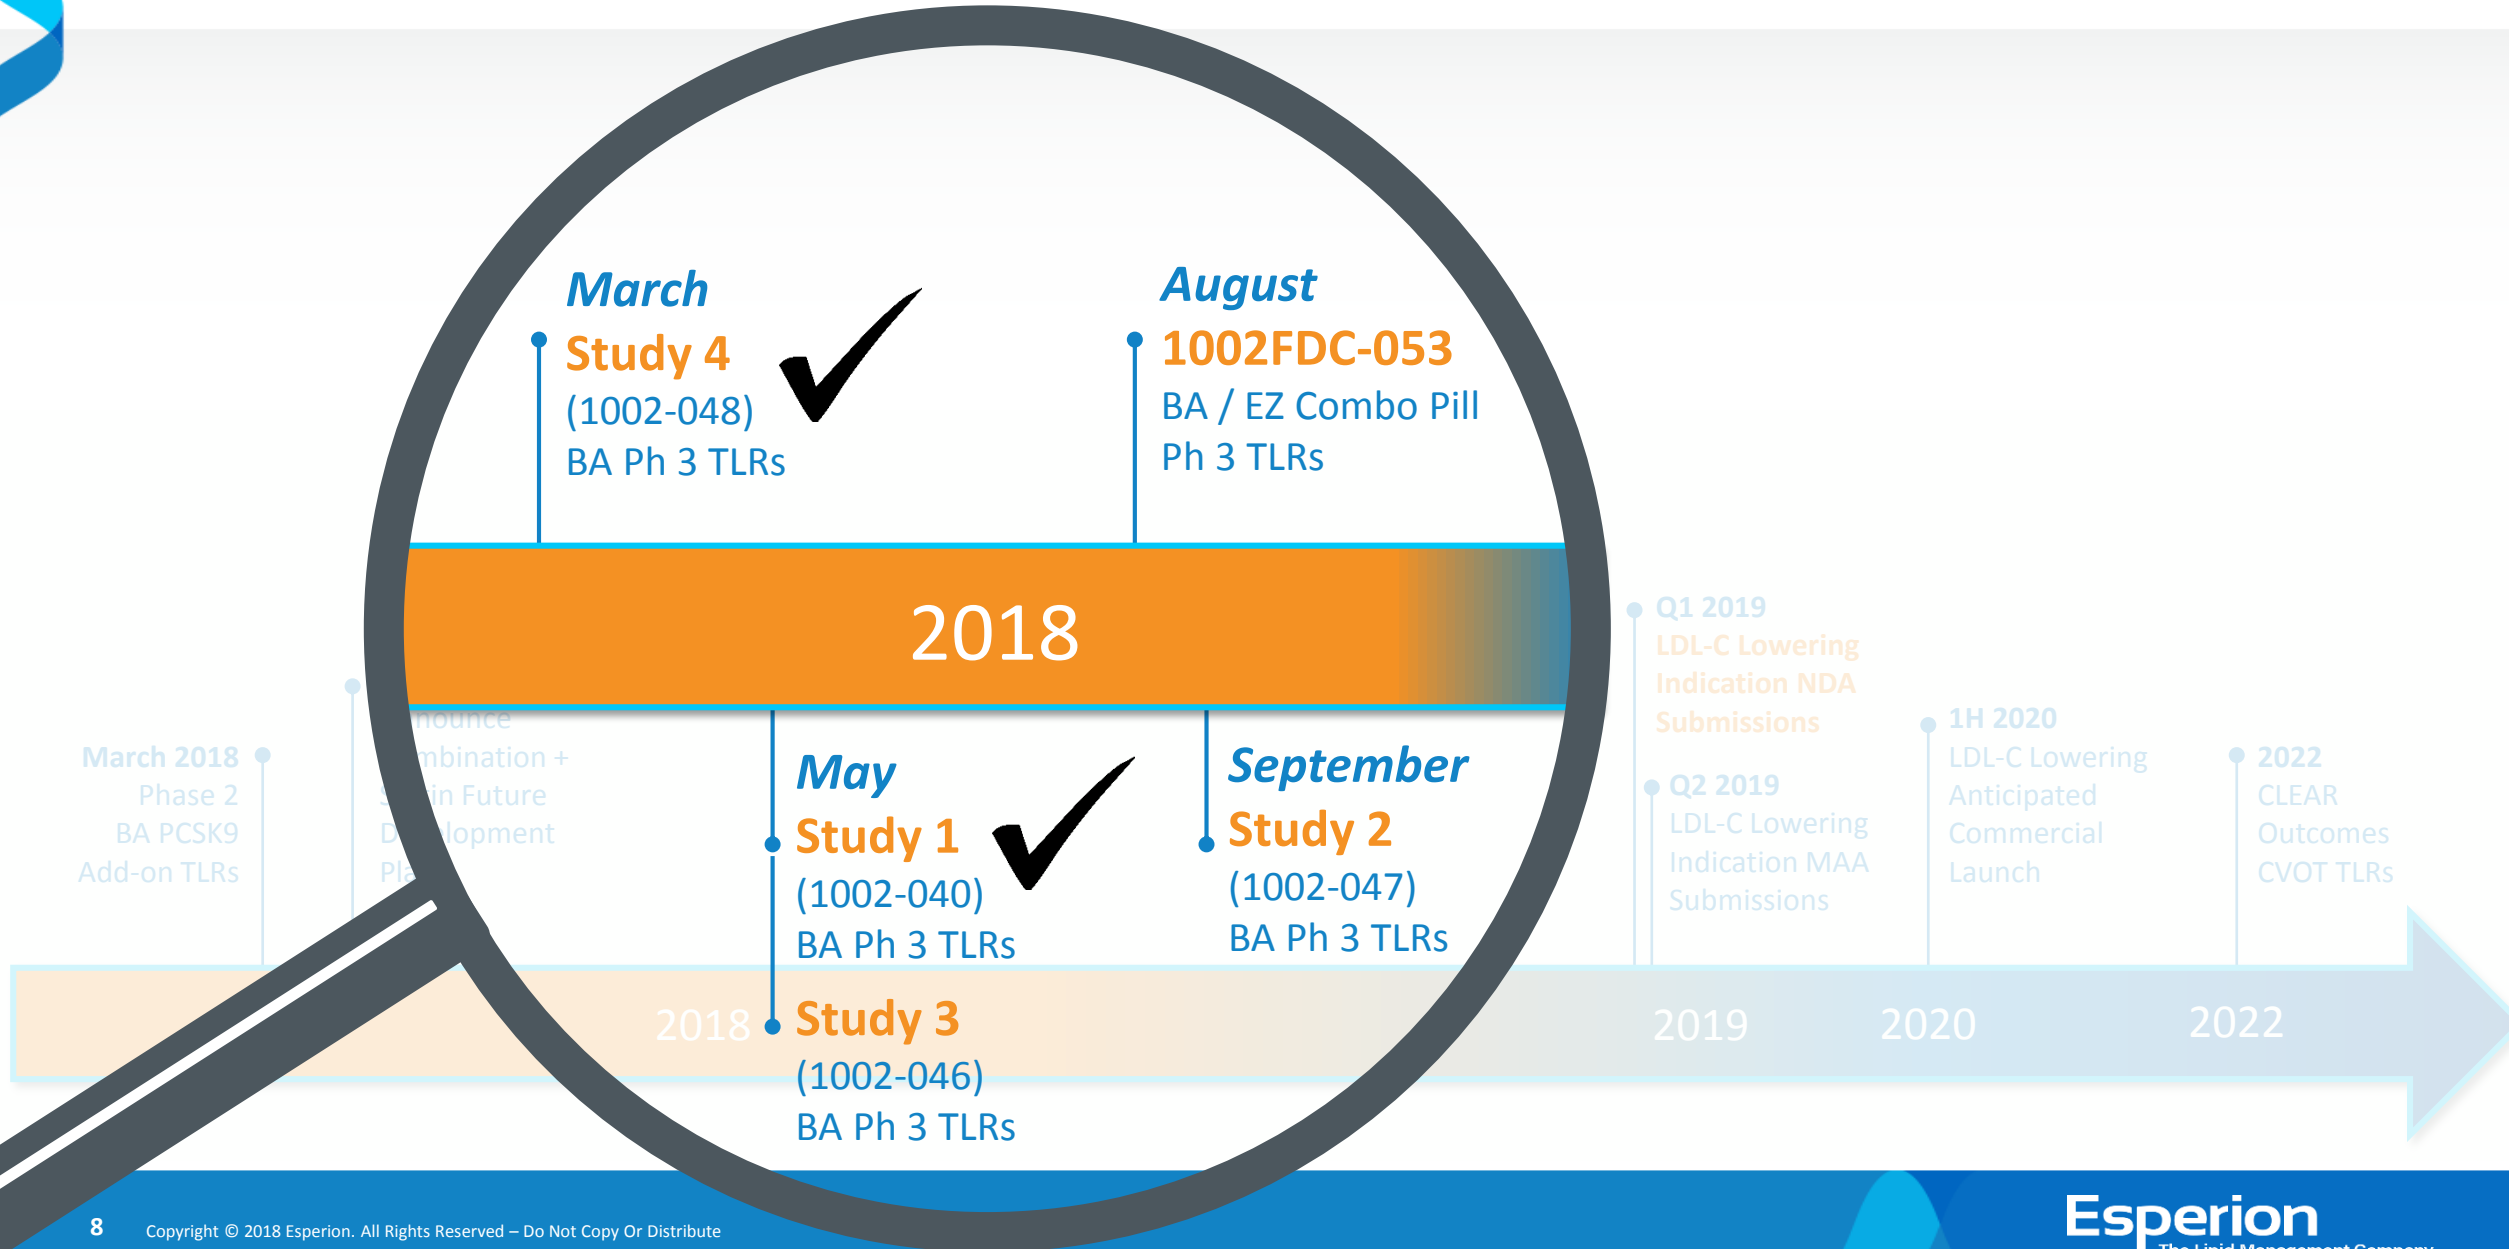 March
Study 4
(1002-048)
BA Ph 3 TLRs
August
1002FDC-053
BA / EZ Combo Pill
Ph 3 TLRs
2018
May
Study 1
(1002-040)
BA Ph 3 TLRs
Study 3
(1002-046)
BA Ph 3 TLRs
September
Study 2
(1002-047)
BA Ph 3 TLRs
March 2018
Phase 2
BA PCSK9
Add-on TLRs
in Future
Q1 2019
LDL-C Lowering
Indication NDA
Submissions
Q2 2019
LDL-C Lowering
Indication MAA
Submissions
1H 2020
LDL-C Lowering
Anticipated
Commercial
Launch
2022
CLEAR
Outcomes
CVOT TLRs
2018
2019
2020
2022
8
Copyright © 2018 Esperion. All Rights Reserved – Do Not Copy Or Distribute
Esperion
The Lipid Management Company